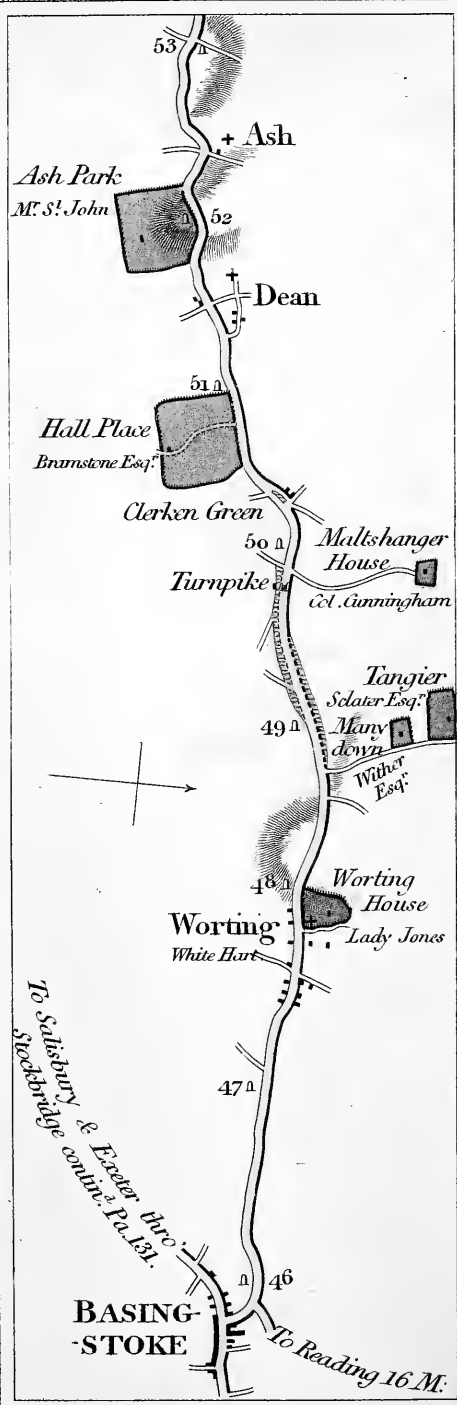 53
Ash
Ash Park
Mr. St. John
52
Dean
51
Hall Place
Bramstone Esqr.
Clerken Green
50
Maltshanger
House
Turnpike
Col. Cunningham
Tangier
Sclater Esqr.
49
Many
down
Wither
Esqr.
48
Worting
House
Worting
Lady Jones
White Hart
47
To Salisbury & Exeter thro'
Stockbridge contind. Pa. 131.
46
BASING-
-STOKE
To Reading 16 M: